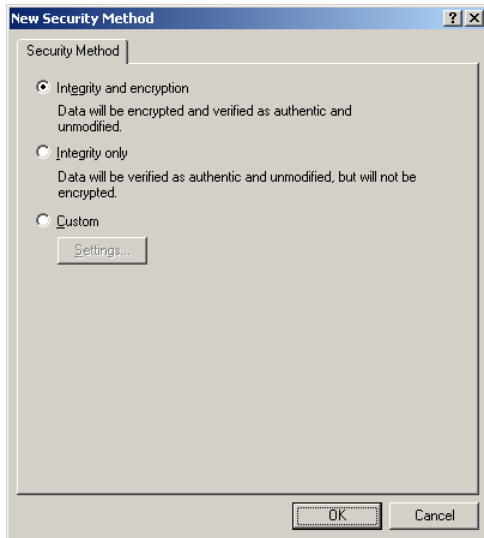 New Security Method
Security Method
Integrity and encryption
Data will be encrypted and verified as authentic and
unmodified.
Integrity only
Data will be verified as authentic and unmodified, but will not be
encrypted.
Custom
Settings...
OK Cancel